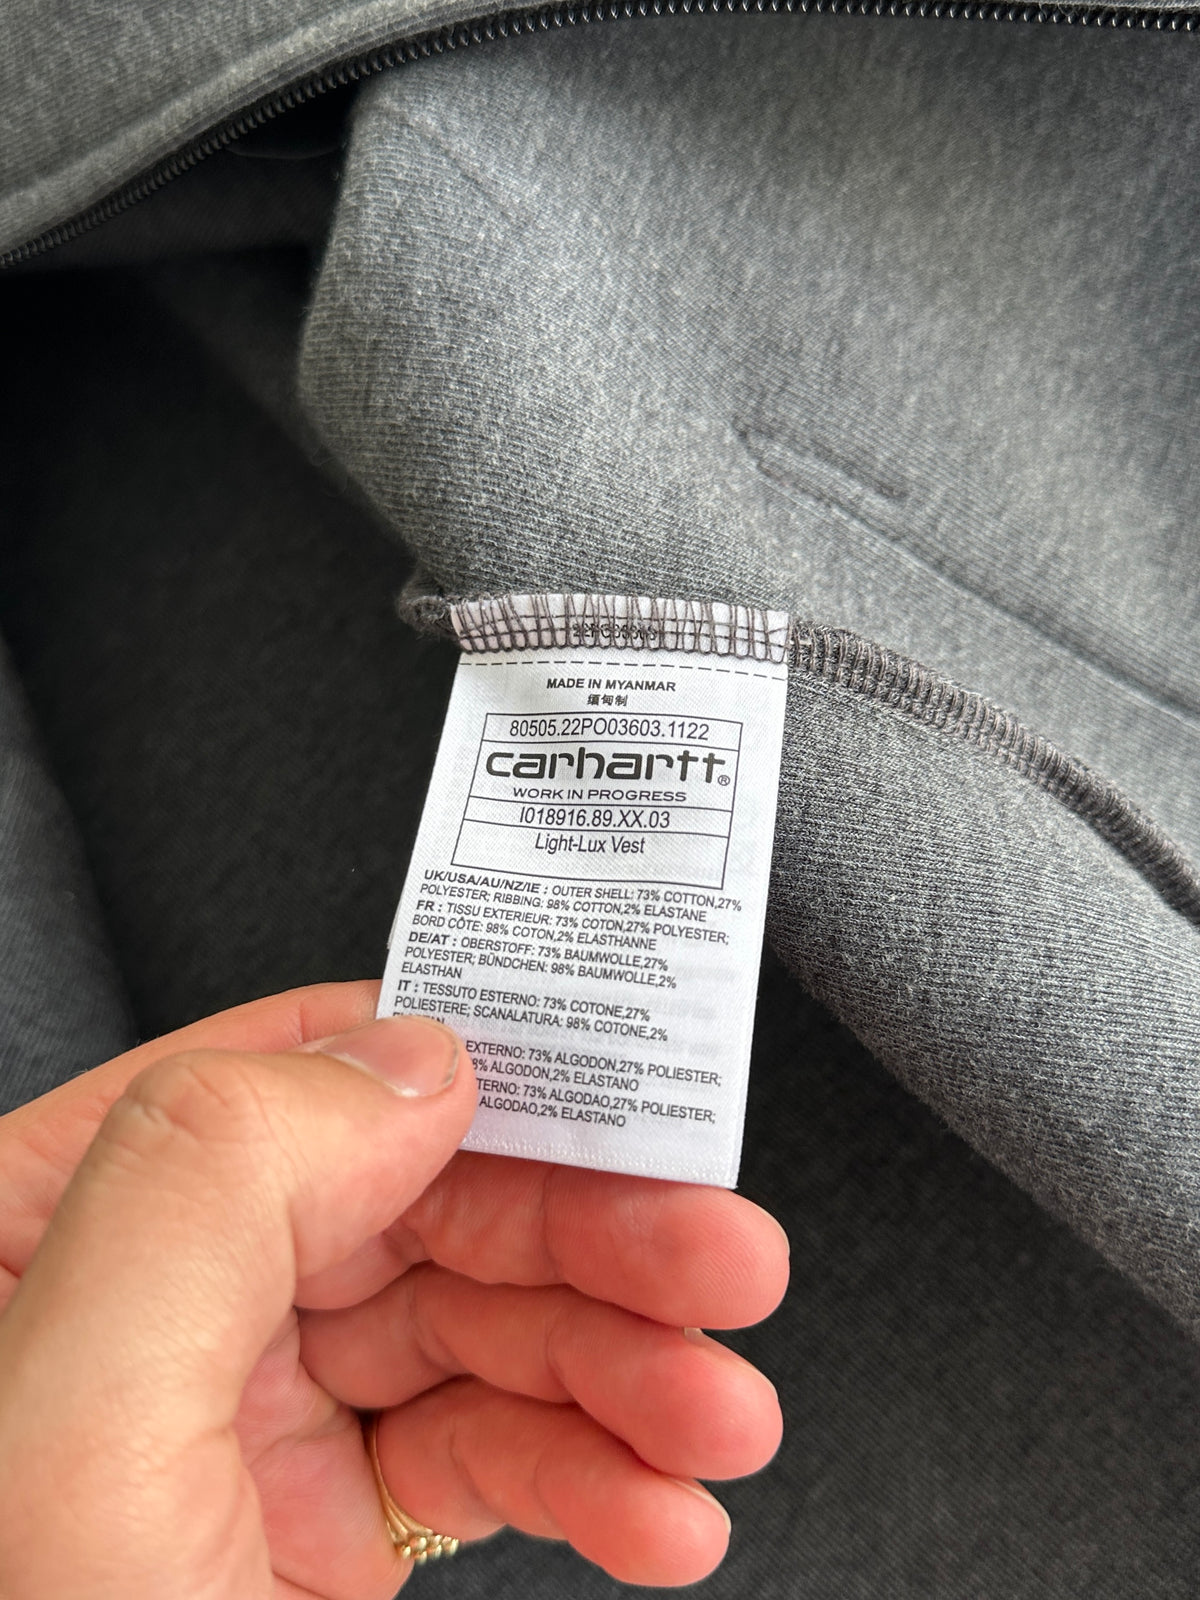 MADE IN MYANMAR
缅甸制
80505.22PO03603.1122
carhartt®
WORK IN PROGRESS
I018916.89.XX.03
Light-Lux Vest
UK/USA/AU/NZ/IE : OUTER SHELL: 73% COTTON,27%
POLYESTER; RIBBING: 98% COTTON,2% ELASTANE
FR : TISSU EXTERIEUR: 73% COTON,27% POLYESTER;
BORD CÔTE: 98% COTON,2% ELASTHANNE
DE/AT : OBERSTOFF: 73% BAUMWOLLE,27%
POLYESTER; BÜNDCHEN: 98% BAUMWOLLE,2%
ELASTHAN
IT : TESSUTO ESTERNO: 73% COTONE,27%
POLIESTERE; SCANALATURA: 98% COTONE,2%
EXTERNO: 73% ALGODON,27% POLIESTER;
8% ALGODON,2% ELASTANO
TERNO: 73% ALGODAO,27% POLIESTER;
ALGODAO,2% ELASTANO